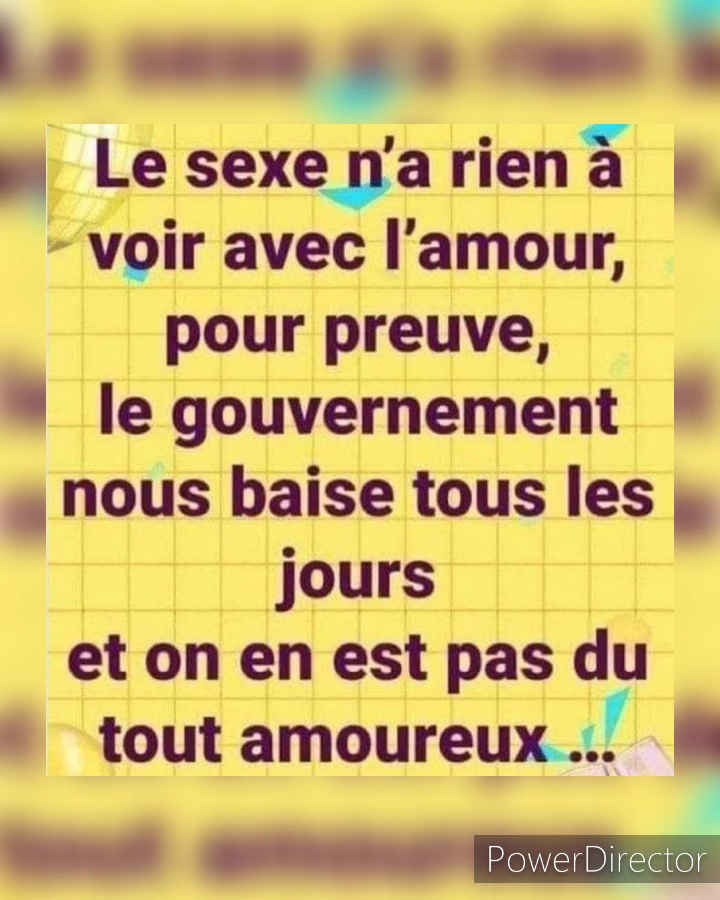 Le sexe n’a rien à
voir avec l’amour,
pour preuve,
le gouvernement
nous baise tous les
jours
et on en est pas du
tout amoureux ...
PowerDirector